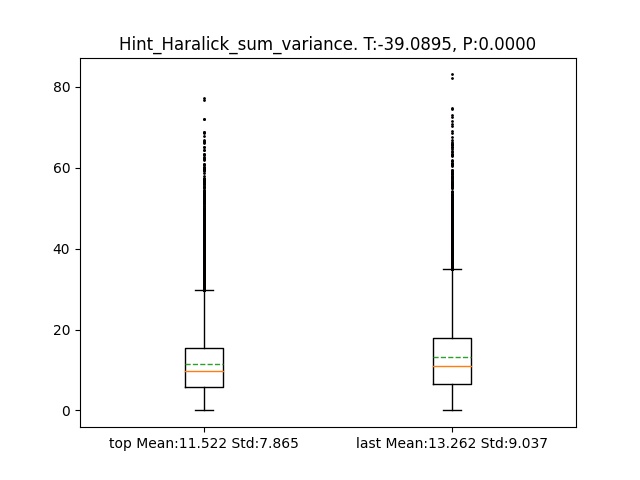 Hint_Haralick_sum_variance. T:-39.0895, P:0.0000
80
60
40
20
0
top Mean:11.522 Std:7.865
last Mean:13.262 Std:9.037